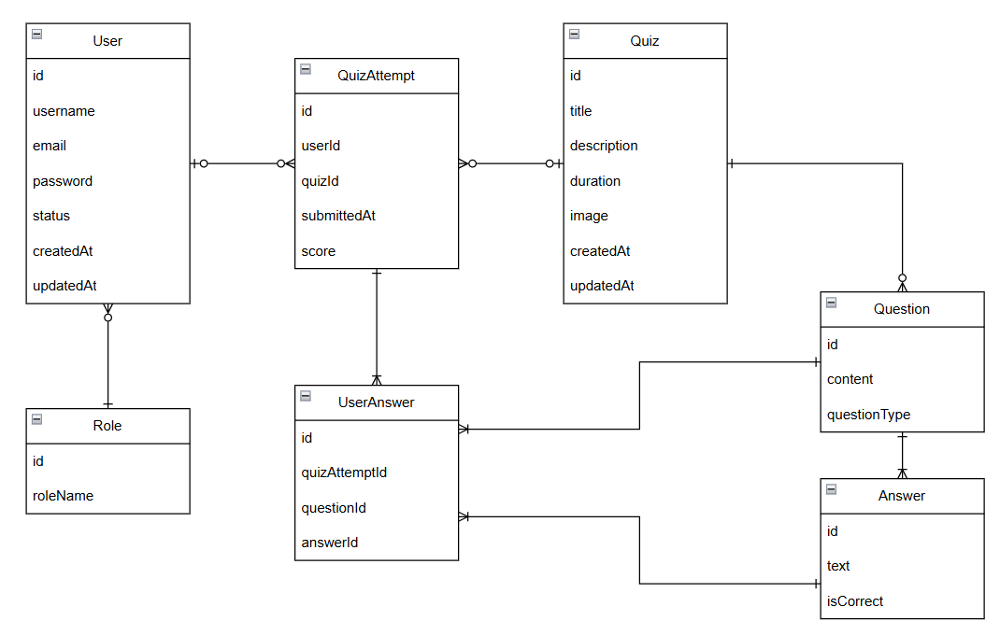 User
id
username
email
password
status
createdAt
updatedAt
QuizAttempt
id
userId
quizId
submittedAt
score
Quiz
id
title
description
duration
image
createdAt
updatedAt
Question
id
content
questionType
Role
id
roleName
UserAnswer
id
quizAttemptId
questionId
answerId
Answer
id
text
isCorrect